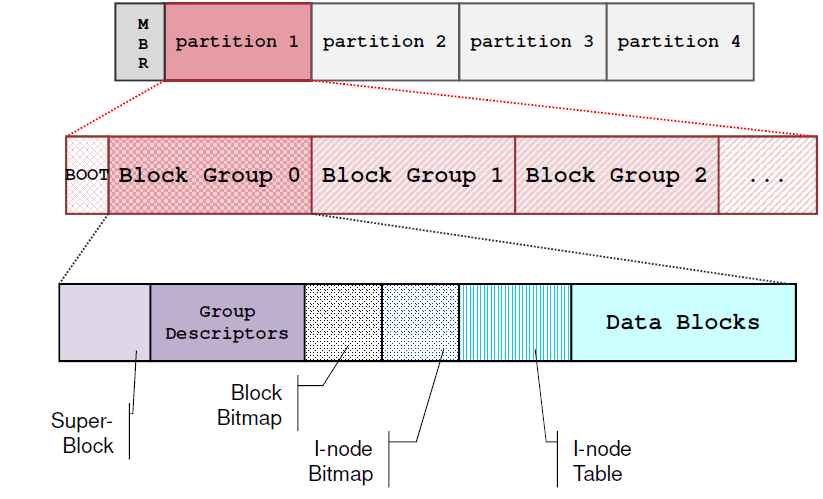 M
B
R
partition 1
partition 2
partition 3
partition 4
BOOT
Block Group 0
Block Group 1
Block Group 2
...
Group
Descriptors
Data Blocks
Super-
Block
Block
Bitmap
I-node
Bitmap
I-node
Table